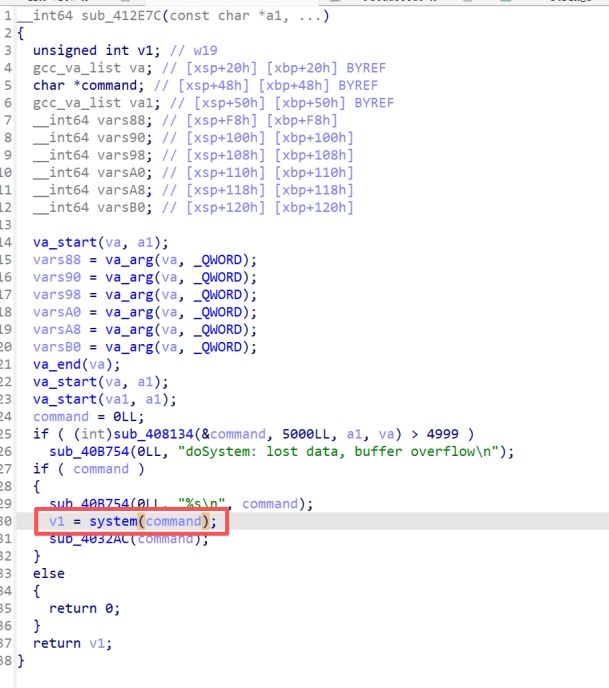 1 __int64 sub_412E7C(const char *a1, ...)
2 {
3 unsigned int v1; // w19
4 gcc_va_list va; // [xsp+20h] [xbp+20h] BYREF
5 char *command; // [xsp+48h] [xbp+48h] BYREF
6 gcc_va_list va1; // [xsp+50h] [xbp+50h] BYREF
7 __int64 vars88; // [xsp+F8h] [xbp+F8h]
8 __int64 vars90; // [xsp+100h] [xbp+100h]
9 __int64 vars98; // [xsp+108h] [xbp+108h]
10 __int64 varsA0; // [xsp+110h] [xbp+110h]
11 __int64 varsA8; // [xsp+118h] [xbp+118h]
12 __int64 varsB0; // [xsp+120h] [xbp+120h]
13
14 va_start(va, a1);
15 vars88 = va_arg(va, _QWORD);
16 vars90 = va_arg(va, _QWORD);
17 vars98 = va_arg(va, _QWORD);
18 varsA0 = va_arg(va, _QWORD);
19 varsA8 = va_arg(va, _QWORD);
20 varsB0 = va_arg(va, _QWORD);
21 va_end(va);
22 va_start(va, a1);
23 va_start(va1, a1);
24 command = 0LL;
25 if ( (int)sub_408134(&command, 5000LL, a1, va) > 4999 )
26 sub_40B754(0LL, "doSystem: lost data, buffer overflow\n");
27 if ( command )
28 {
29 sub_40B754(0LL, "%s\n", command);
30 v1 = system(command);
31 sub_4032AC(command);
32 }
33 else
34 {
35 return 0;
36 }
37 return v1;
38 }